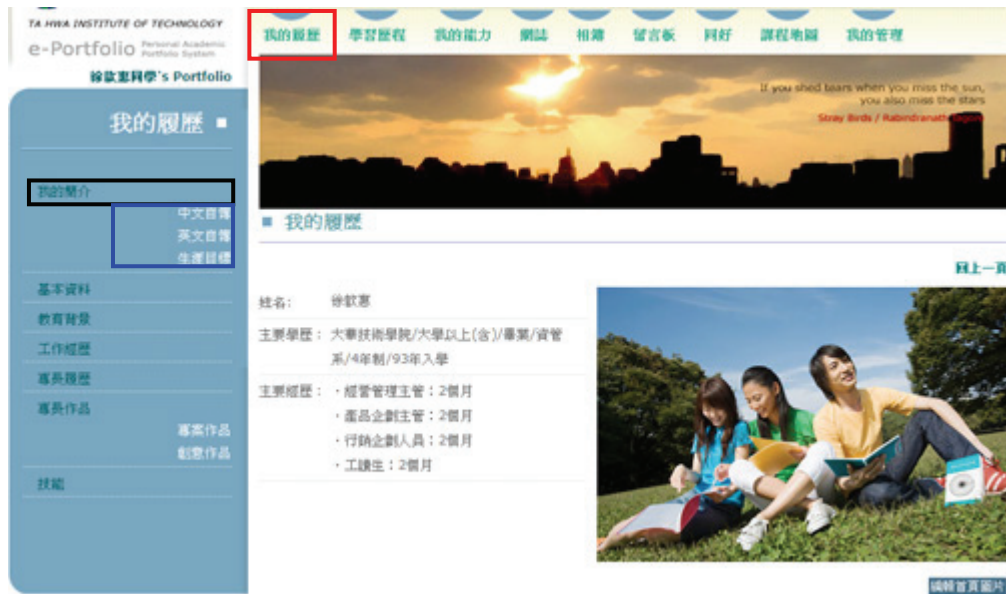 TA HWA INSTITUTE OF TECHNOLOGY
e-Portfolio Personal Academic Portfolio System
徐歆惠同學's Portfolio
我的履歷 學習歷程 我的能力 網誌 相簿 留言板 同好 課程地圖 我的管理
If you shed tears when you miss the sun,
you also miss the stars
Stray Birds / Rabindranath Tagore
我的履歷
我的簡介
中文自傳
英文自傳
生涯目標
基本資料
教育背景
工作經歷
專長履歷
專長作品
專案作品
創意作品
技能
我的履歷
回上一頁
姓名: 徐歆惠
主要學歷: 大華技術學院/大學以上(含)/畢業/資管
系/4年制/93年入學
主要經歷: ・經營管理主管:2個月
・產品企劃主管:2個月
・行銷企劃人員:2個月
・工讀生:2個月
編輯首頁圖片